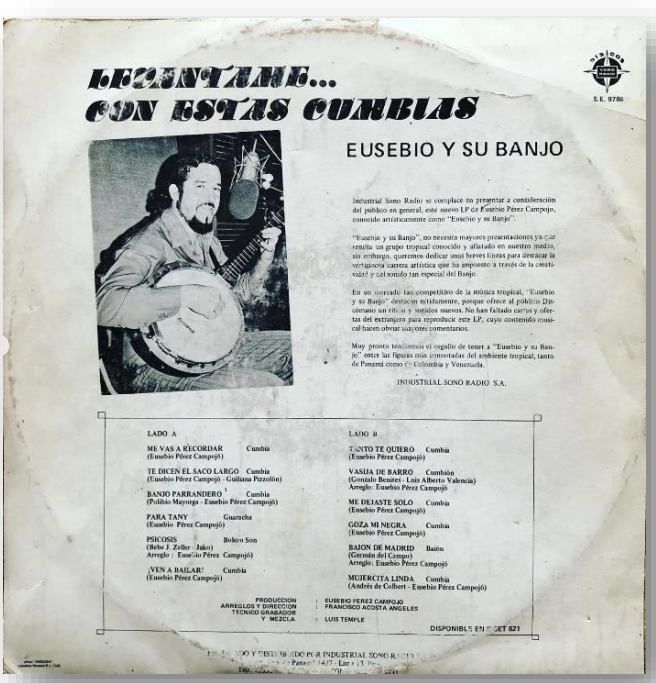 LEVANTAME...
CON ESTAS CUMBIAS
DISCOS
SONO
RADIO
S.E. 9786
EUSEBIO Y SU BANJO
Industrial Sono Radio se complace en presentar a consideración
del público en general, este nuevo LP de Eusebio Pérez Campojo,
conocido artísticamente como "Eusebio y su Banjo".
"Eusebio y su Banjo", no necesita mayores presentaciones ya que
resulta un grupo tropical conocido y afiatado en nuestro medio,
sin embargo, queremos dedicar unas breves líneas para destacar la
vertiginosa carrera artística que ha impuesto a través de la creati-
vidad y del sonido tan especial del Banjo.
En un mercado tan competitivo de la música tropical, "Eusebio
y su Banjo" destacan nítidamente, porque ofrece al público Dis-
cómano un ritmo y sonidos nuevos. No han faltado cartas y ofer-
tas del extranjero para reproducir este LP, cuyo contenido musi-
cal hacen obviar mayores comentarios.
Muy pronto tendremos el orgullo de tener a "Eusebio y su Ban-
jo" entre las figuras más connotadas del ambiente tropical, tanto
de Panamá como de Colombia y Venezuela.
INDUSTRIAL SONO RADIO S.A.
LADO A
ME VAS A RECORDAR Cumbia
(Eusebio Pérez Campojó)
TE DICEN EL SACO LARGO Cumbia
(Eusebio Pérez Campojó - Guiliana Pizzolón)
BANJO PARRANDERO Cumbia
(Polibio Mayorga - Eusebio Pérez Campojó)
PARA TANY Guaracha
(Eusebio Pérez Campojó)
PSICOSIS Bolero Son
(Bebe J. Zeller - Jako)
Arreglo : Eusebio Pérez Campojó
¡VEN A BAILAR! Cumbia
(Eusebio Pérez Campojó)
LADO B
TANTO TE QUIERO Cumbia
(Eusebio Pérez Campojó)
VASIJA DE BARRO Cumbión
(Gonzalo Benites - Luis Alberto Valencia)
Arreglo: Eusebio Pérez Campojó
ME DEJASTE SOLO Cumbia
(Eusebio Pérez Campojó)
GOZA MI NEGRA Cumbia
(Eusebio Pérez Campojó)
BAION DE MADRID Baión
(Germán del Campo)
Arreglo: Eusebio Pérez Campojó
MUJERCITA LINDA Cumbia
(Andrés de Colbert - Eusebio Pérez Campojó)
PRODUCCION : EUSEBIO PEREZ CAMPOJO
ARREGLOS Y DIRECCION : FRANCISCO ACOSTA ANGELES
TECNICO GRABADOR
Y MEZCLA : LUIS TEMPLE
DISPONIBLE EN 821
Y DISTRIBUIDO POR INDUSTRIAL SONO RADIO